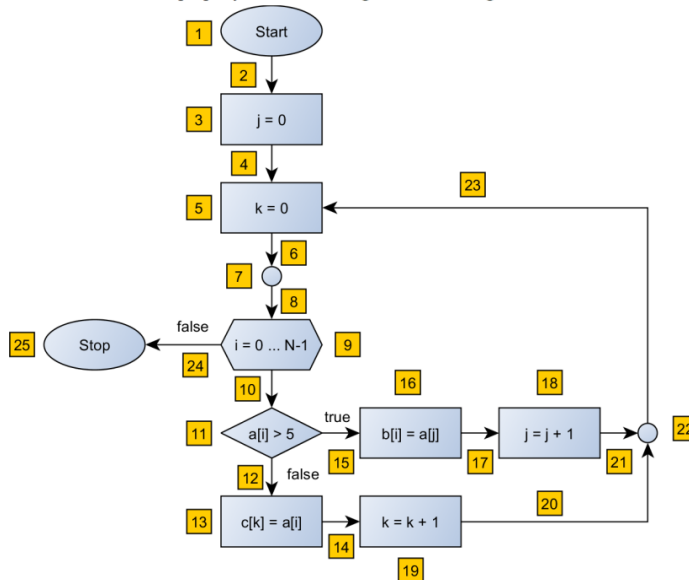 1
Start
2
3
j = 0
4
23
5
k = 0
6
7
8
false
25
Stop
i = 0 ... N-1
9
24
10
16
18
11
a[i] > 5
true
b[i] = a[j]
j = j + 1
22
15
17
21
12
false
20
13
c[k] = a[i]
k = k + 1
14
19